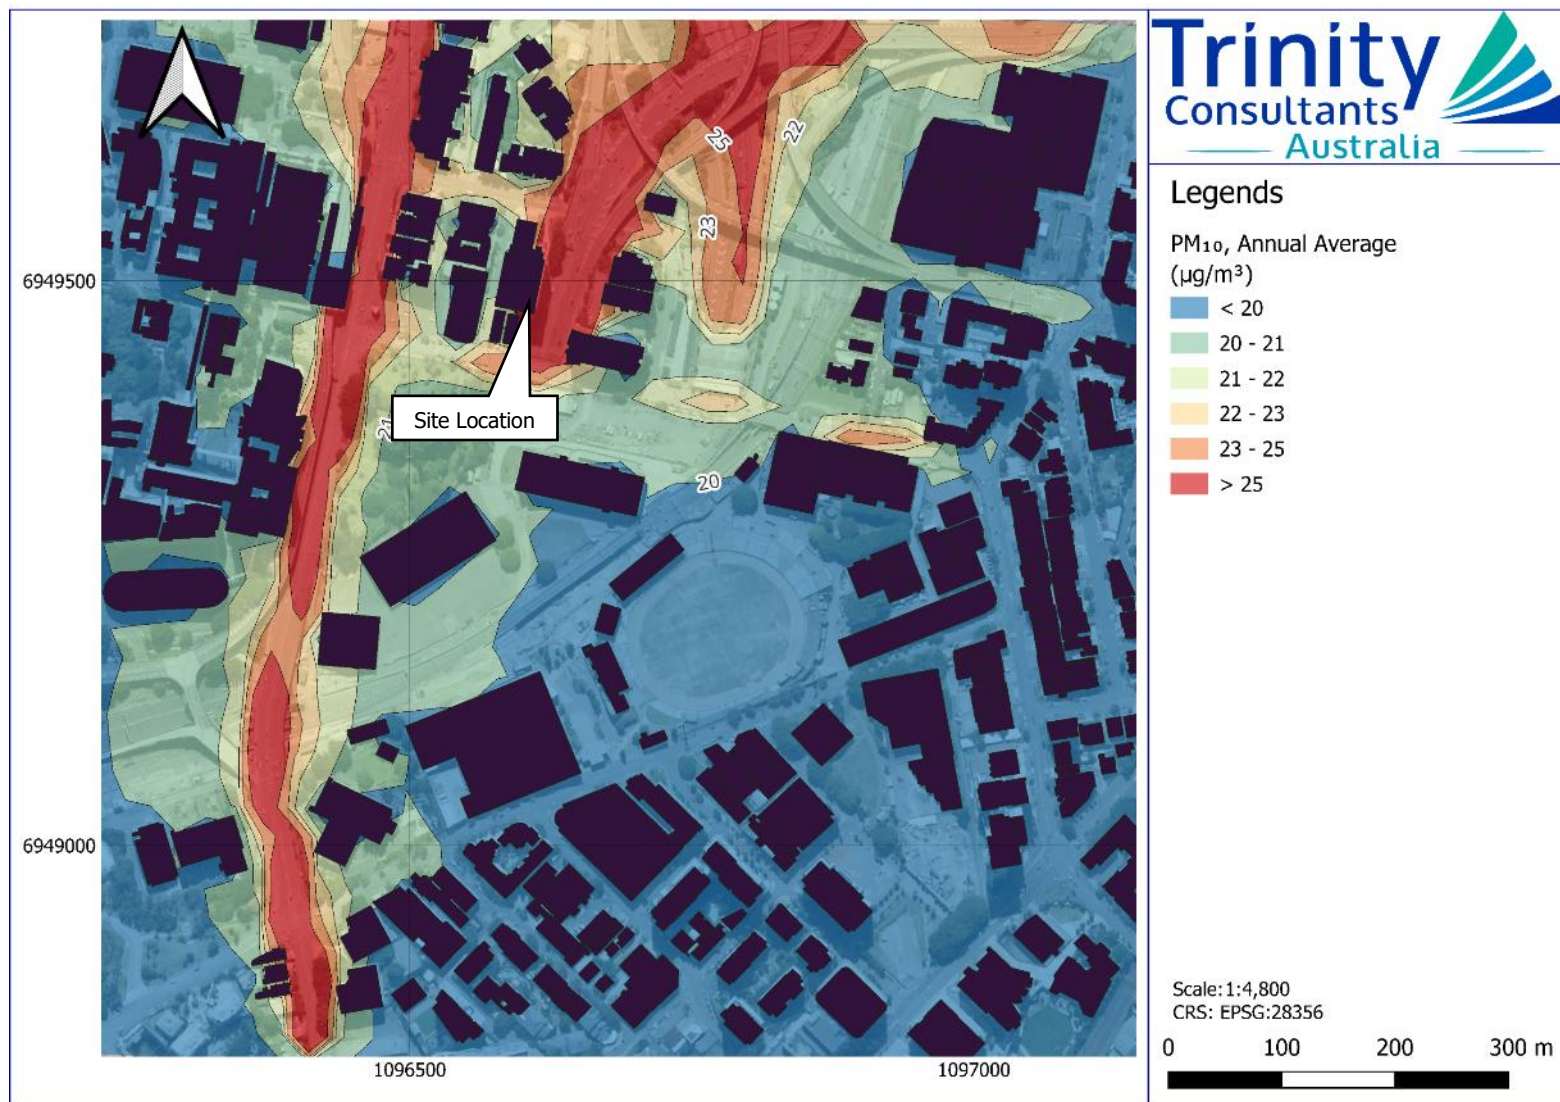 Trinity
Consultants
Australia
Legends
PM₁₀, Annual Average
(µg/m³)
< 20
20 - 21
21 - 22
22 - 23
23 - 25
> 25
25
22
23
6949500
Site Location
21
20
6949000
1096500
1097000
Scale:1:4,800
CRS: EPSG:28356
0 100 200 300 m